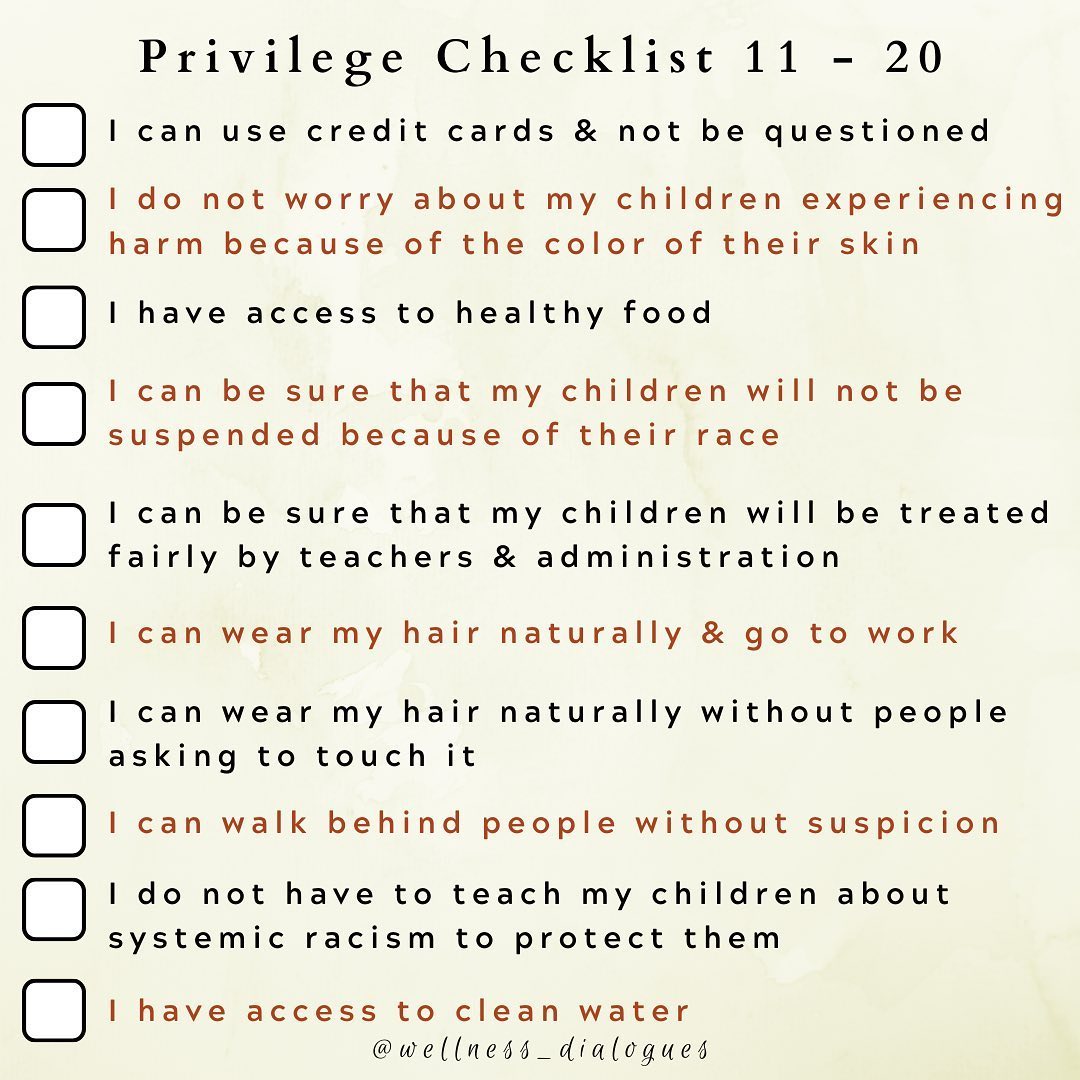 Privilege Checklist 11 - 20
I can use credit cards & not be questioned
I do not worry about my children experiencing
harm because of the color of their skin
I have access to healthy food
I can be sure that my children will not be
suspended because of their race
I can be sure that my children will be treated
fairly by teachers & administration
I can wear my hair naturally & go to work
I can wear my hair naturally without people
asking to touch it
I can walk behind people without suspicion
I do not have to teach my children about
systemic racism to protect them
I have access to clean water
@wellness_dialogues